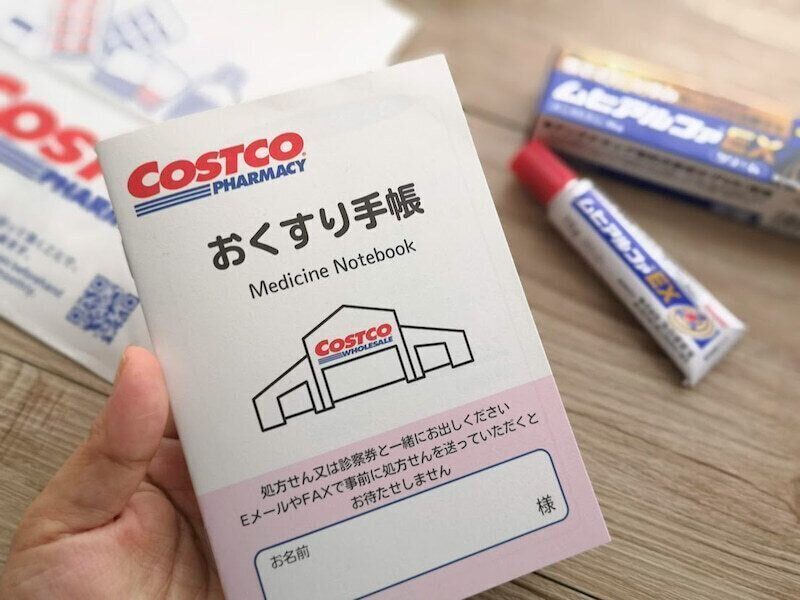 COSTCO
PHARMACY
おくすり手帳
Medicine Notebook
COSTCO
WHOLESALE
処方せん又は診察券と一緒にお出しください
EメールやFAXで事前に処方せんを送っていただくと
お待たせしません
お名前
様
COSTCO
PHARMACY
ムヒアルファEX
ムヒアルファEX